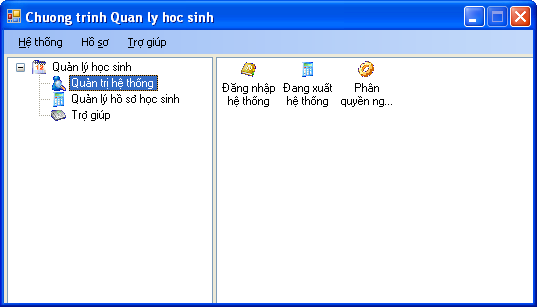 Chuong trinh Quan ly hoc sinh
Hệ thống Hồ sơ Trợ giúp
Quản lý học sinh
Quản trị hệ thống
Quản lý hồ sơ học sinh
Trợ giúp
Đăng nhập hệ thống
Đang xuất hệ thống
Phân quyền ng...